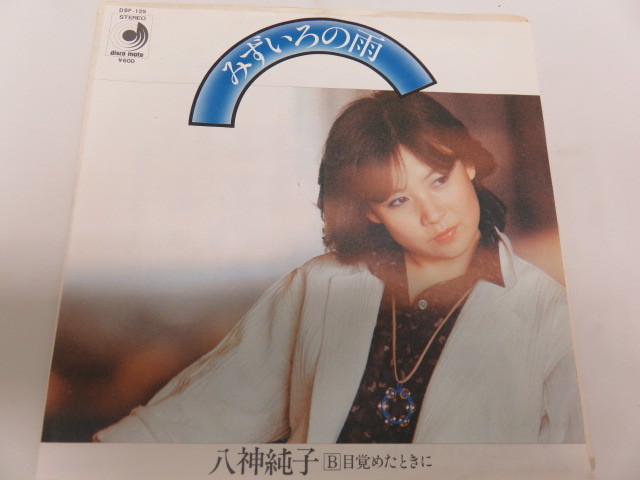 DSF-129
STEREO
disco mate
¥600
みずいろの雨
八神純子 B 目覚めたときに